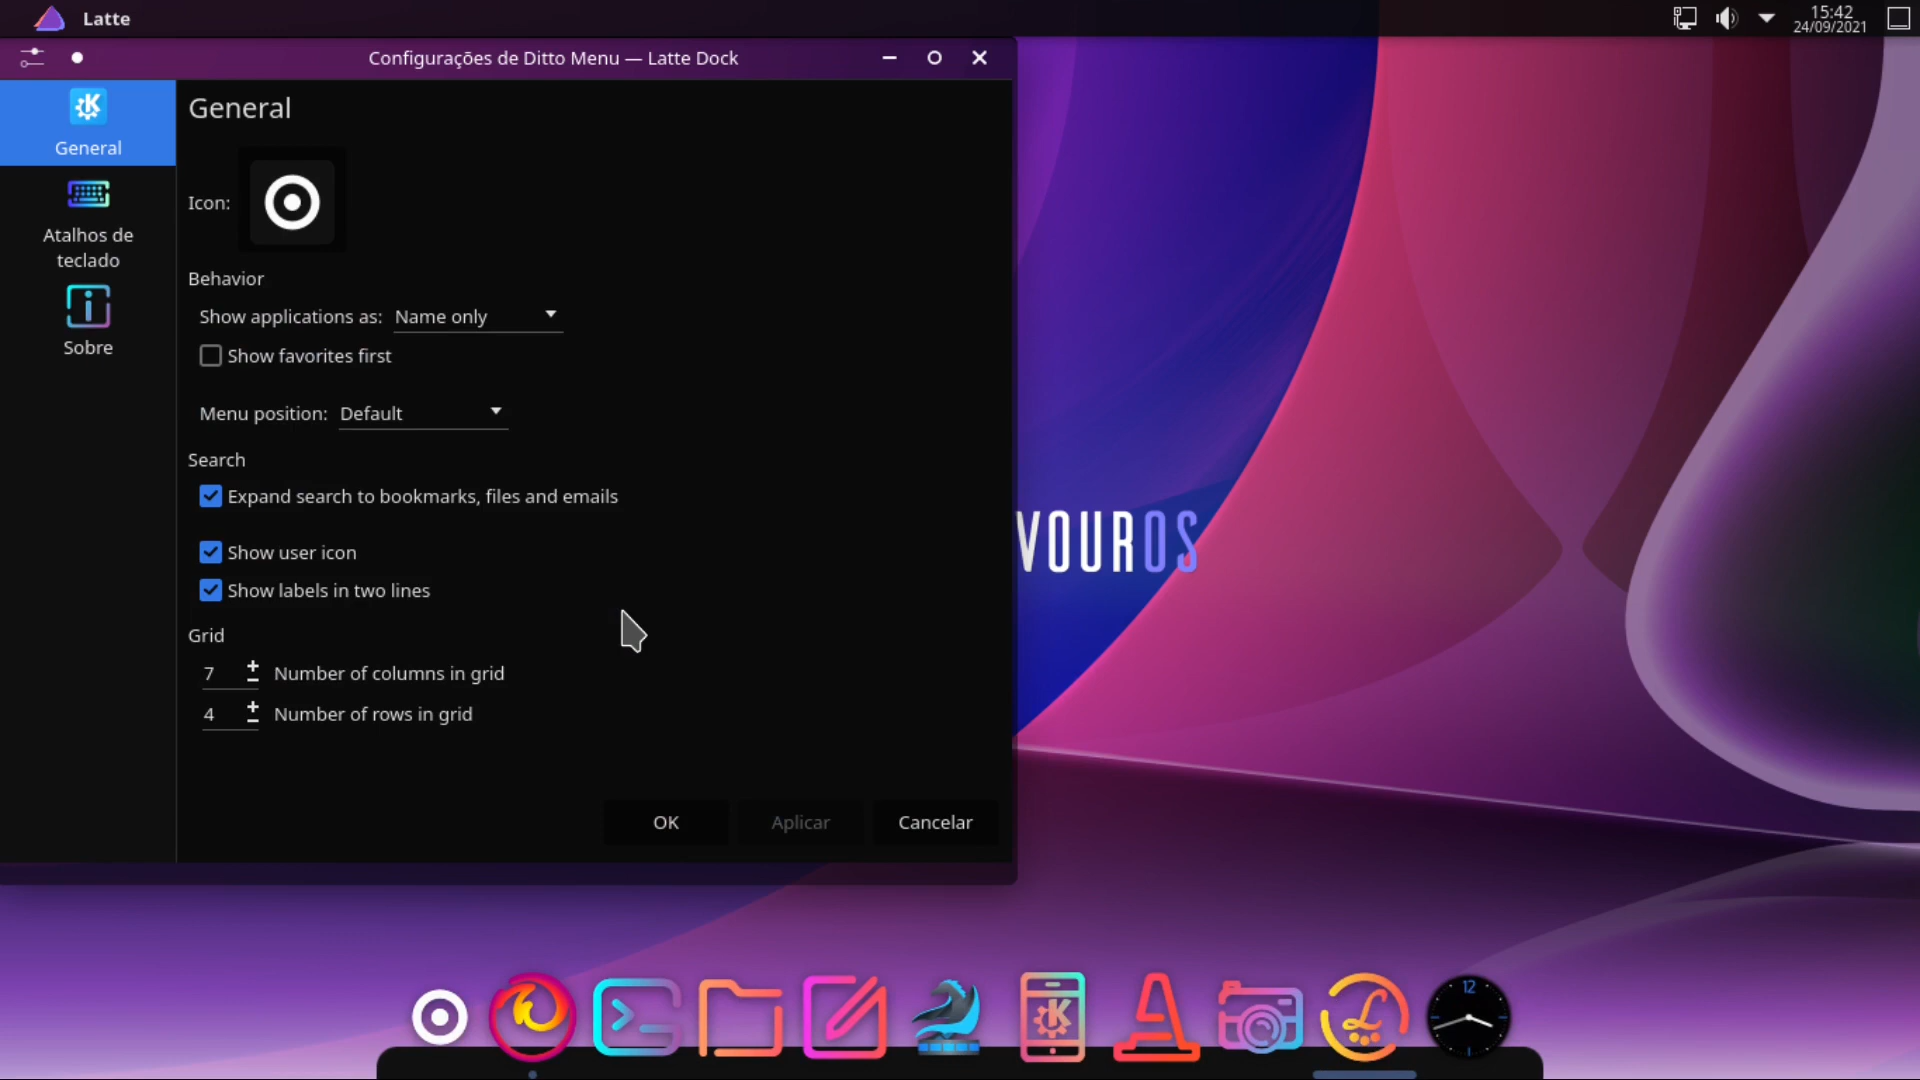 Latte
15:42
24/09/2021
Configurações de Ditto Menu — Latte Dock
General
General
Atalhos de
teclado
Sobre
Icon:
Behavior
Show applications as: Name only
Show favorites first
Menu position: Default
Search
Expand search to bookmarks, files and emails
Show user icon
Show labels in two lines
Grid
7 Number of columns in grid
4 Number of rows in grid
OK Aplicar Cancelar
VOUROS
12